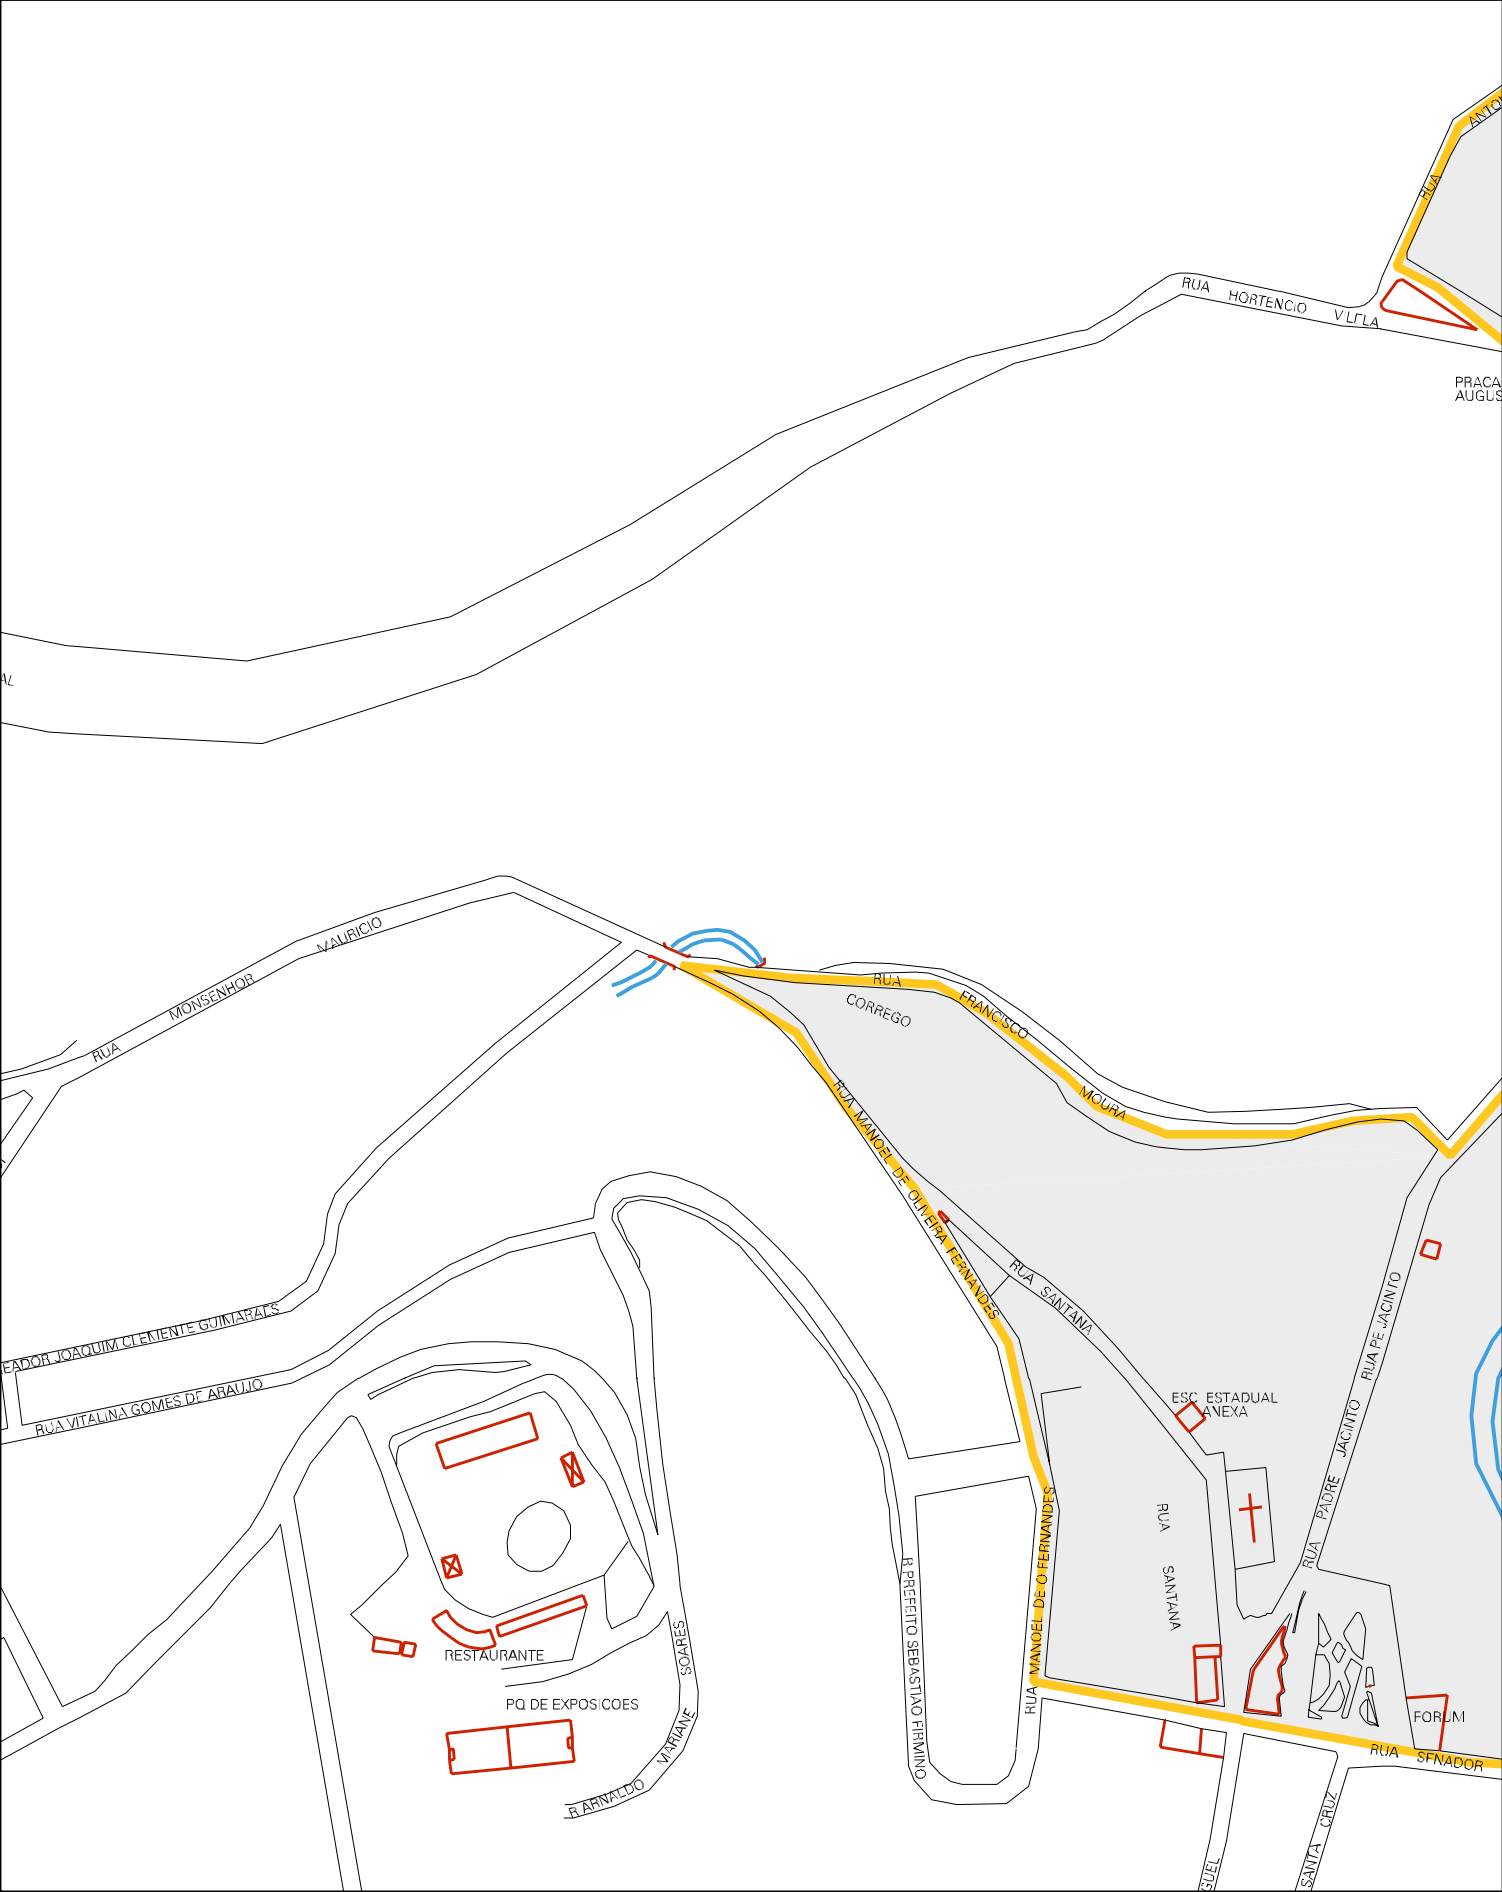 RUA
RUA HORTENCIO
PRACA
AUGUS
AL
RUA MONSENHOR MAURICIO
RUA FRANCISCO MOURA
CORREGO
RUA MANOEL DE OLIVEIRA FERNANDES
RUA SANTANA
EADOR JOAQUIM CLEMENTE GUIMARAES
RUA VITALINA GOMES DE ARAUJO
RUA PE JACINTO
ESC ESTADUAL
ANEXA
RUA PADRE JACINTO
RUA SANTANA
RUA MANOEL DE O FERNANDES
R PREFEITO SEBASTIAO FIRMINO
RESTAURANTE
PQ DE EXPOSICOES
R ARNALDO MARIANE SOARES
FORUM
RUA SENADOR
GUEL
SANTA CRUZ